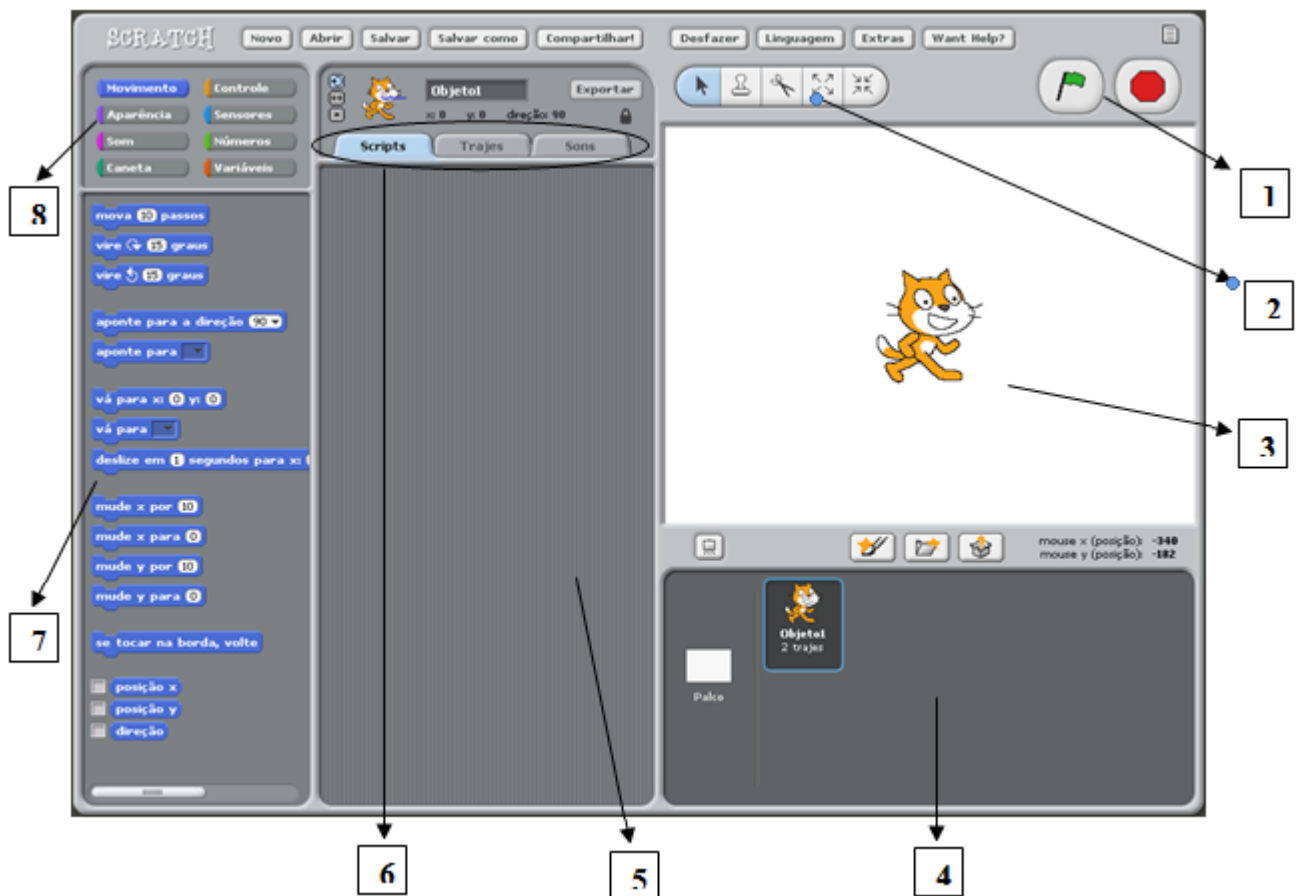 SCRATCH Novo Abrir Salvar Salvar como Compartilhar! Desfazer Linguagem Extras Want Help?
Movimento Controle
Aparência Sensores
Som Números
Caneta Variáveis
8
mova 10 passos
vire 15 graus
vire 15 graus
aponte para a direção 90
aponte para
vá para x: 0 y: 0
vá para
deslize em 1 segundos para x:
mude x por 10
mude x para 0
mude y por 10
mude y para 0
7
se tocar na borda, volte
posição x
posição y
direção
Objeto1 Exportar
x: 0 y: 0 direção: 90
Scripts Trajes Sons
6
5
1
2
3
mouse x (posição): -340
mouse y (posição): -182
Objeto1
2 trajes
Palco
4